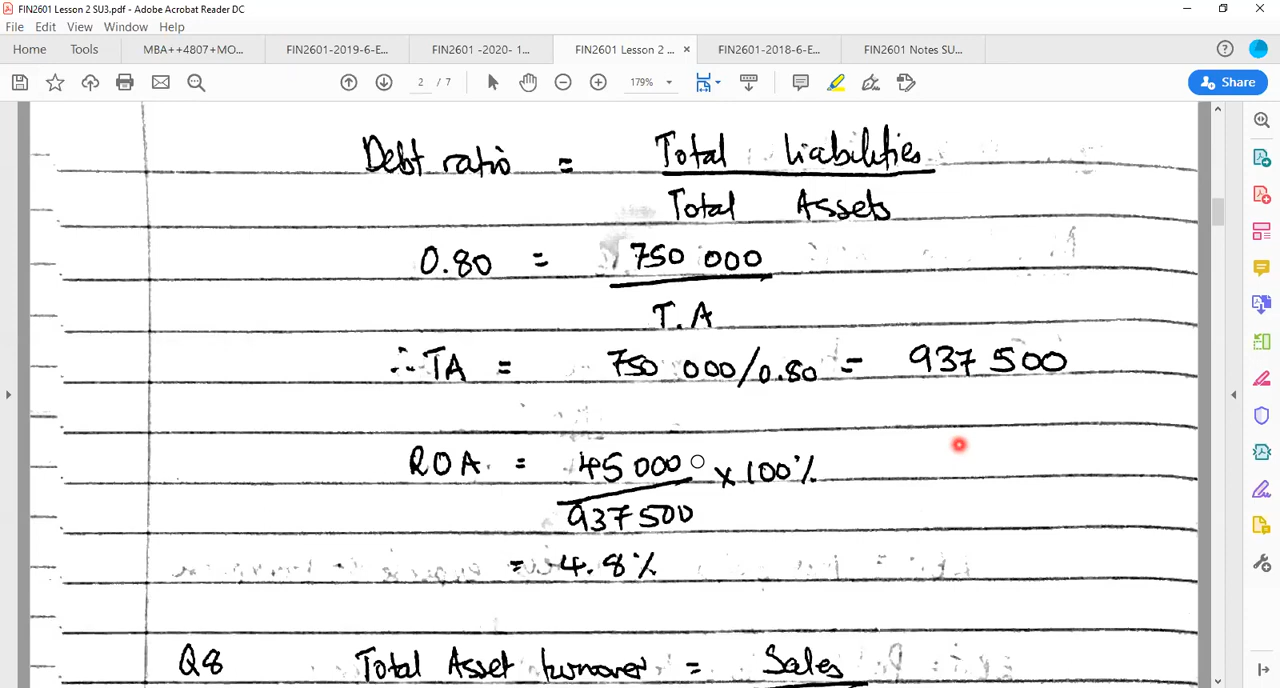 FIN2601 Lesson 2 SU3.pdf - Adobe Acrobat Reader DC
File Edit View Window Help
Home Tools MBA++4807+MO... FIN2601-2019-6-E... FIN2601 -2020- 1... FIN2601 Lesson 2 ... × FIN2601-2018-6-E... FIN2601 Notes SU...
2 / 7 179% Share
Debt ratio = Total liabilities
Total Assets
0.80 = 750 000
T.A
∴ TA = 750 000/0.80 = 937 500
ROA = 45 000 x 100%
937 500
= 4.8%
Q8 Total Asset turnover = Sales